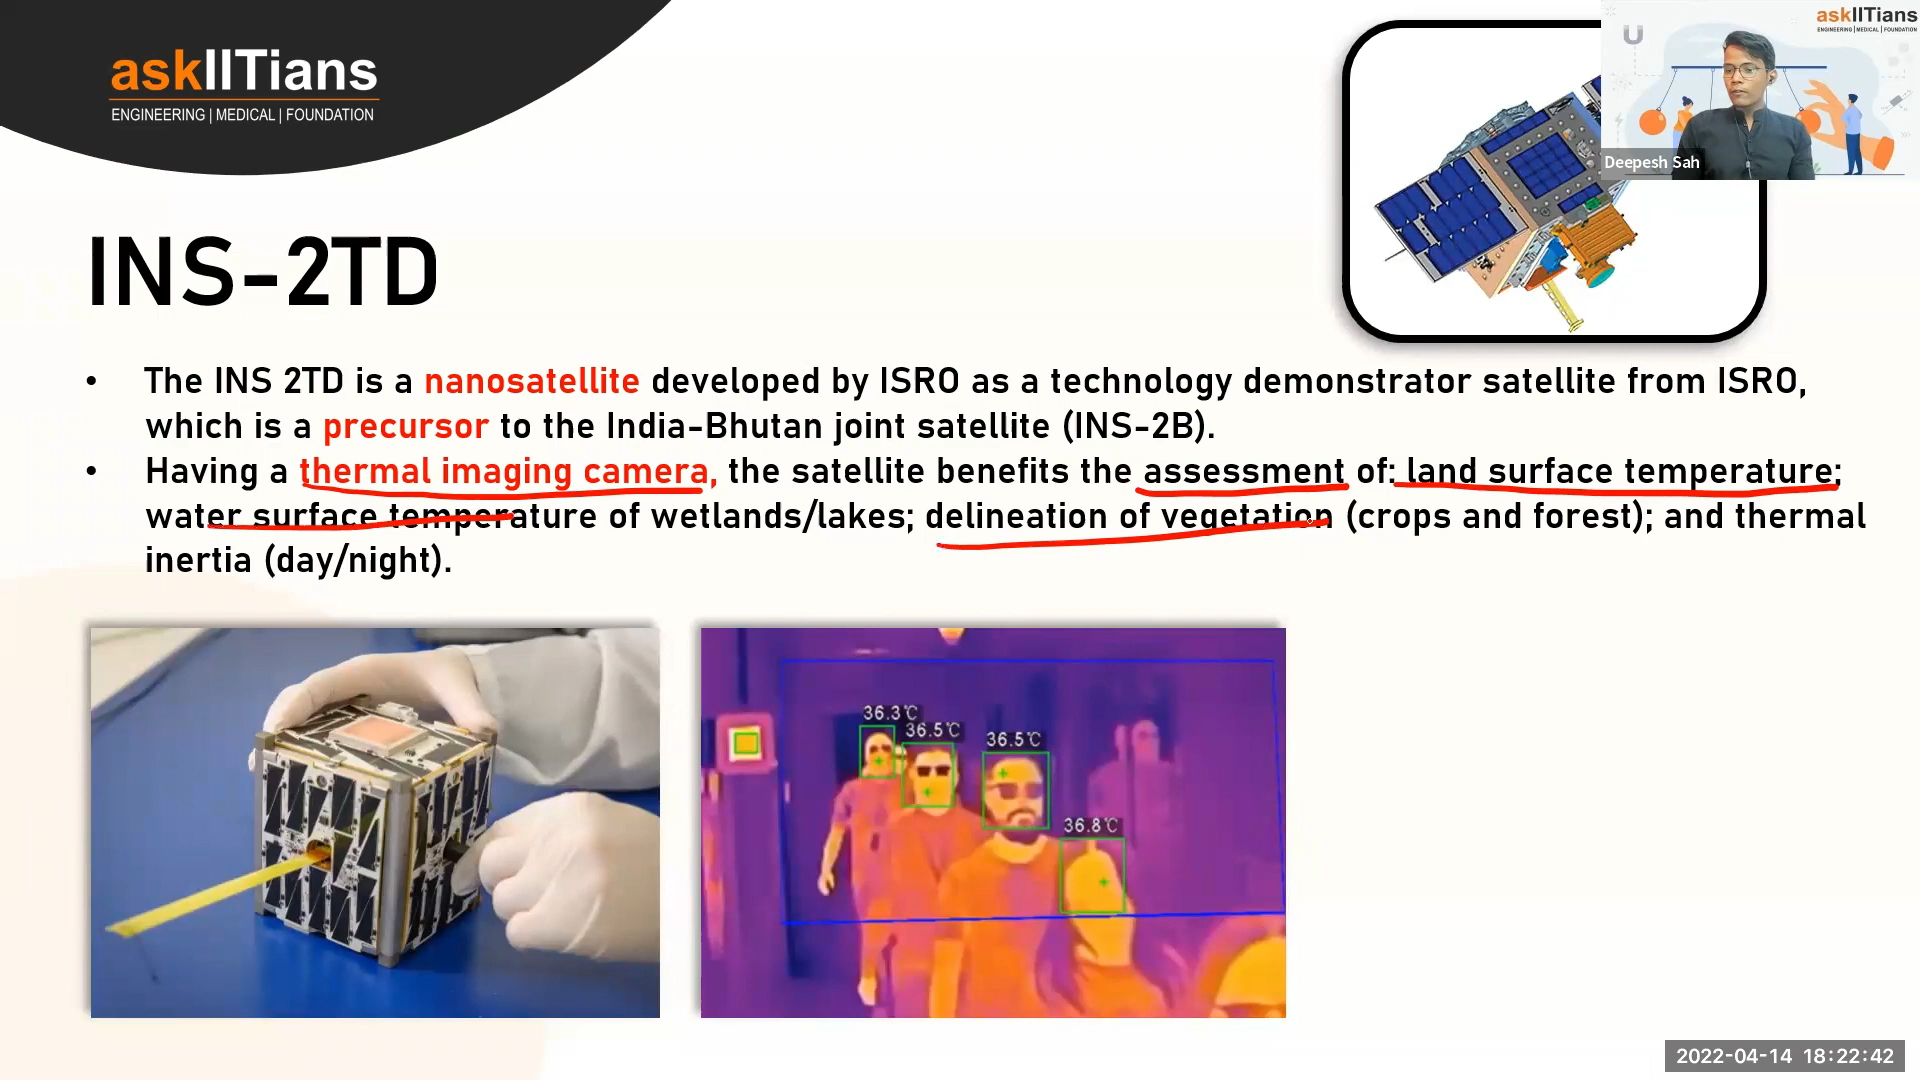 askIITians
ENGINEERING | MEDICAL | FOUNDATION
askIITians
ENGINEERING | MEDICAL | FOUNDATION
U
Deepesh Sah
INS-2TD
• The INS 2TD is a nanosatellite developed by ISRO as a technology demonstrator satellite from ISRO,
which is a precursor to the India-Bhutan joint satellite (INS-2B).
• Having a thermal imaging camera, the satellite benefits the assessment of: land surface temperature;
water surface temperature of wetlands/lakes; delineation of vegetation (crops and forest); and thermal
inertia (day/night).
36.3℃
36.5℃
36.5℃
36.8℃
2022-04-14 18:22:42